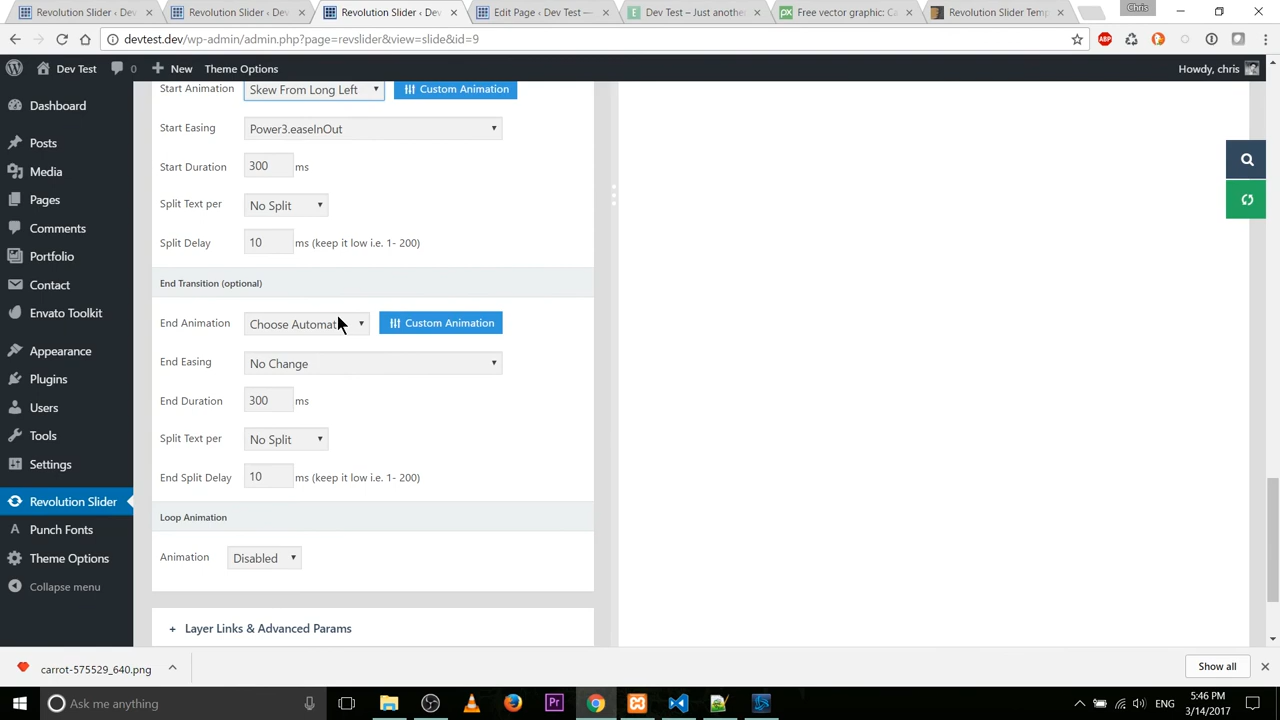 Chris
Revolution Slider ‹ Dev
Revolution Slider ‹ Dev
Revolution Slider ‹ Dev
Edit Page ‹ Dev Test —
Dev Test – Just another
Free vector graphic: Ca
Revolution Slider Temp
devtest.dev/wp-admin/admin.php?page=revslider&view=slide&id=9
Dev Test
0
New
Theme Options
Howdy, chris
Dashboard
Posts
Media
Pages
Comments
Portfolio
Contact
Envato Toolkit
Appearance
Plugins
Users
Tools
Settings
Revolution Slider
Punch Fonts
Theme Options
Collapse menu
Start Animation
Skew From Long Left
Custom Animation
Start Easing
Power3.easeInOut
Start Duration
300
ms
Split Text per
No Split
Split Delay
10
ms (keep it low i.e. 1- 200)
End Transition (optional)
End Animation
Choose Automat
Custom Animation
End Easing
No Change
End Duration
300
ms
Split Text per
No Split
End Split Delay
10
ms (keep it low i.e. 1- 200)
Loop Animation
Animation
Disabled
+ Layer Links & Advanced Params
carrot-575529_640.png
Show all
Ask me anything
ENG
5:46 PM
3/14/2017